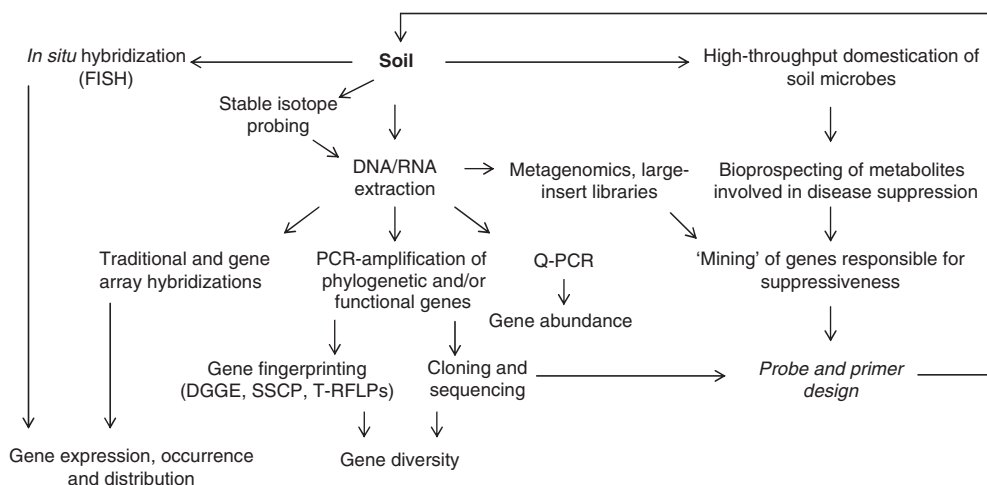 In situ hybridization
(FISH)
Soil
High-throughput domestication of
soil microbes
Stable isotope
probing
DNA/RNA
extraction
Metagenomics, large-
insert libraries
Bioprospecting of metabolites
involved in disease suppression
Traditional and gene
array hybridizations
PCR-amplification of
phylogenetic and/or
functional genes
Q-PCR
Gene abundance
‘Mining’ of genes responsible for
suppressiveness
Gene fingerprinting
(DGGE, SSCP, T-RFLPs)
Cloning and
sequencing
Probe and primer
design
Gene expression, occurrence
and distribution
Gene diversity